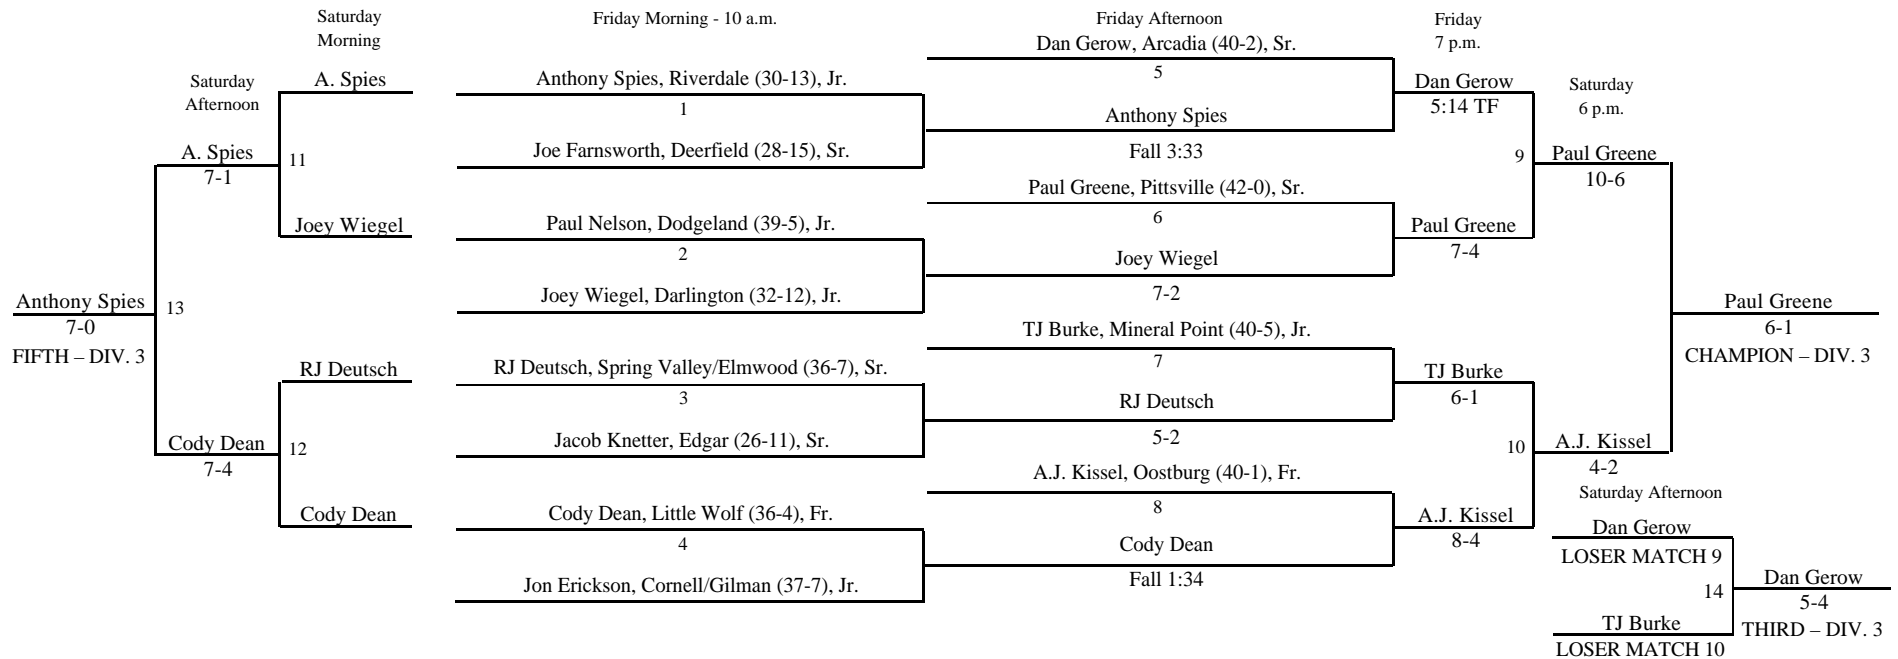 Saturday
Morning
Friday Morning - 10 a.m.
Friday Afternoon
Friday
7 p.m.
Dan Gerow, Arcadia (40-2), Sr.
Saturday
Afternoon
A. Spies
Anthony Spies, Riverdale (30-13), Jr.
5
Dan Gerow
5:14 TF
Saturday
6 p.m.
1
Anthony Spies
A. Spies
7-1
11
Joe Farnsworth, Deerfield (28-15), Sr.
Fall 3:33
9
Paul Greene
10-6
Paul Greene, Pittsville (42-0), Sr.
Joey Wiegel
Paul Nelson, Dodgeland (39-5), Jr.
6
Paul Greene
7-4
2
Joey Wiegel
Anthony Spies
7-0
FIFTH – DIV. 3
13
Joey Wiegel, Darlington (32-12), Jr.
7-2
Paul Greene
6-1
CHAMPION – DIV. 3
TJ Burke, Mineral Point (40-5), Jr.
RJ Deutsch
RJ Deutsch, Spring Valley/Elmwood (36-7), Sr.
7
TJ Burke
6-1
3
RJ Deutsch
Cody Dean
7-4
12
Jacob Knetter, Edgar (26-11), Sr.
5-2
10
A.J. Kissel
4-2
A.J. Kissel, Oostburg (40-1), Fr.
Saturday Afternoon
Cody Dean
Cody Dean, Little Wolf (36-4), Fr.
8
A.J. Kissel
8-4
Dan Gerow
LOSER MATCH 9
4
Cody Dean
Jon Erickson, Cornell/Gilman (37-7), Jr.
Fall 1:34
14
Dan Gerow
5-4
THIRD – DIV. 3
TJ Burke
LOSER MATCH 10